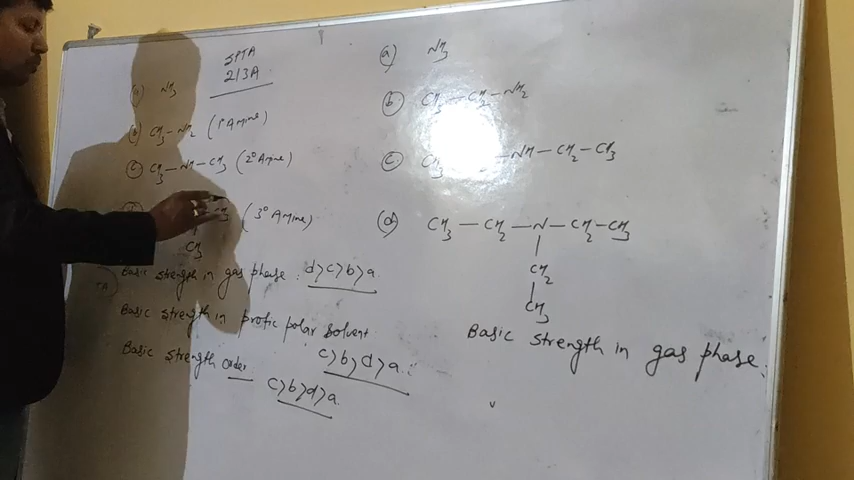 SPTA
213A
(a) NH3
(b) CH3-NH2 (1° Amine)
(c) CH3-NH-CH3 (2° Amine)
(3° Amine)
CH3
Basic strength in gas phase: d>c>b>a
Basic strength in protic polar solvent.
c>b>d>a.
Basic strength order
c>b>d>a.
(a) NH3
(b) CH3-CH2-NH2
(c) CH3 -NH-CH2-CH3
(d) CH3-CH2-N-CH2-CH3
CH2
CH3
Basic strength in gas phase.